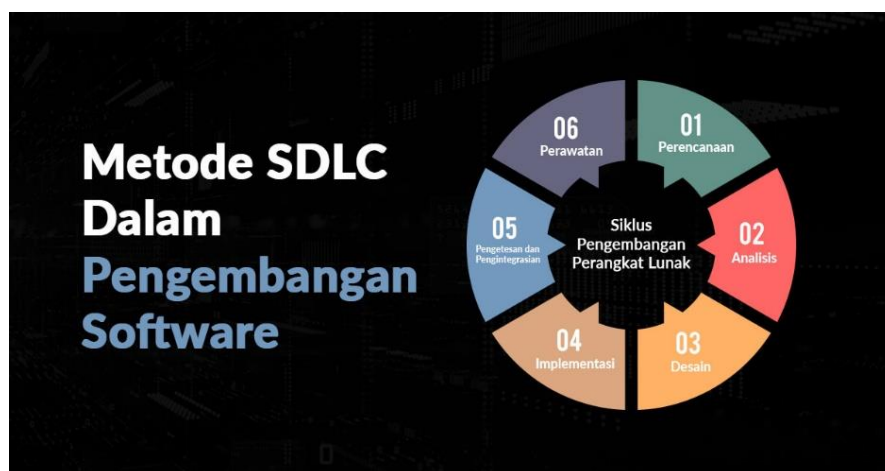 Metode SDLC
Dalam
Pengembangan
Software
Siklus
Pengembangan
Perangkat Lunak
01
Perencanaan
02
Analisis
03
Desain
04
Implementasi
05
Pengetesan dan
Pengintegrasian
06
Perawatan